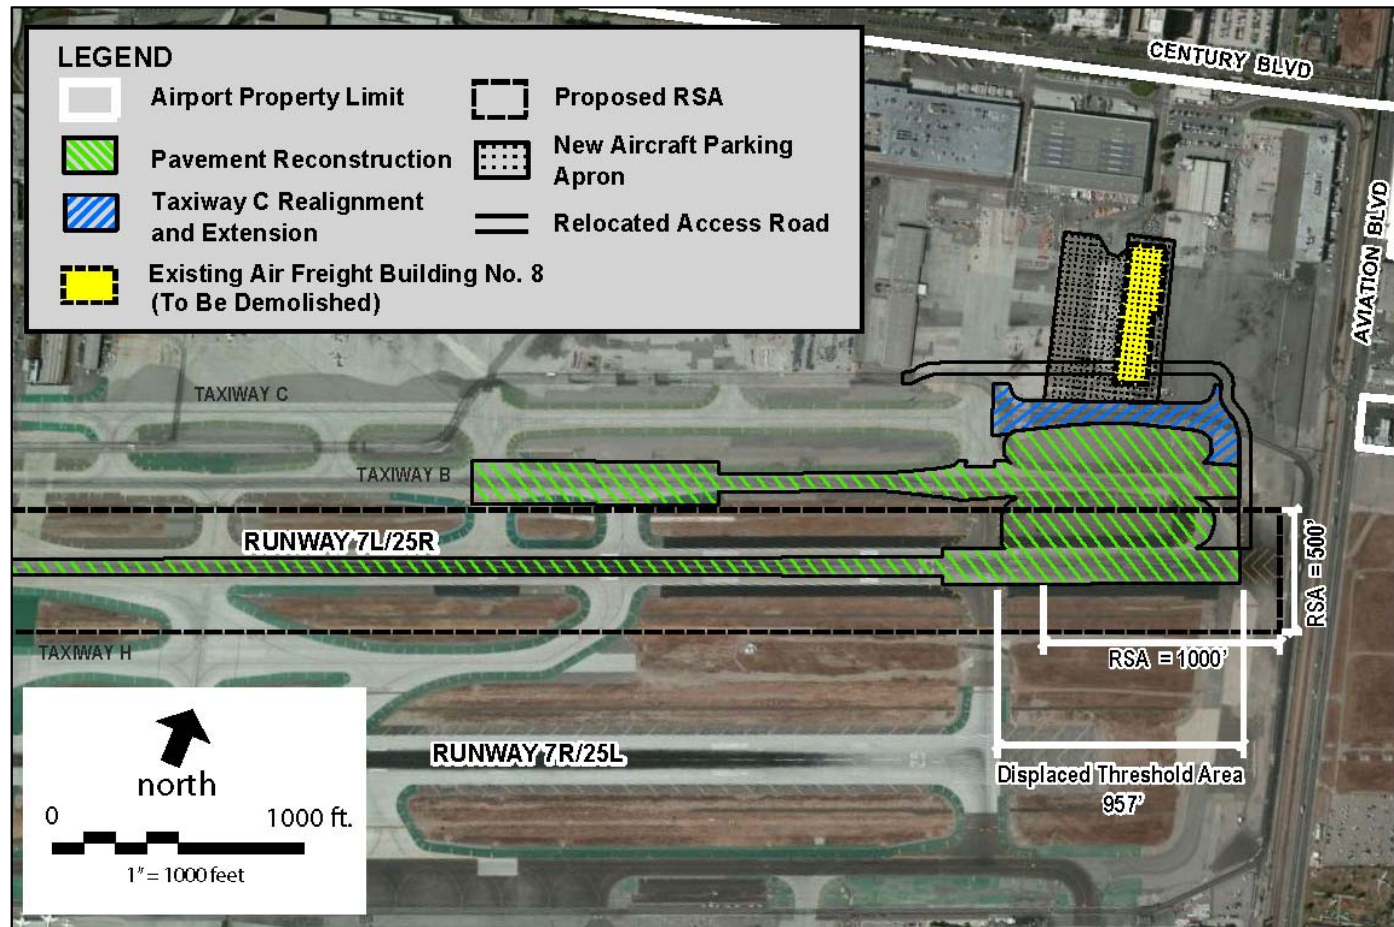 LEGEND
Airport Property Limit
Pavement Reconstruction
Taxiway C Realignment
and Extension
Existing Air Freight Building No. 8
(To Be Demolished)
Proposed RSA
New Aircraft Parking
Apron
Relocated Access Road
CENTURY BLVD
AVIATION BLVD
TAXIWAY C
TAXIWAY B
RUNWAY 7L/25R
RSA = 500'
TAXIWAY H
RSA = 1000'
RUNWAY 7R/25L
Displaced Threshold Area
957'
north
0 1000 ft.
1" = 1000 feet